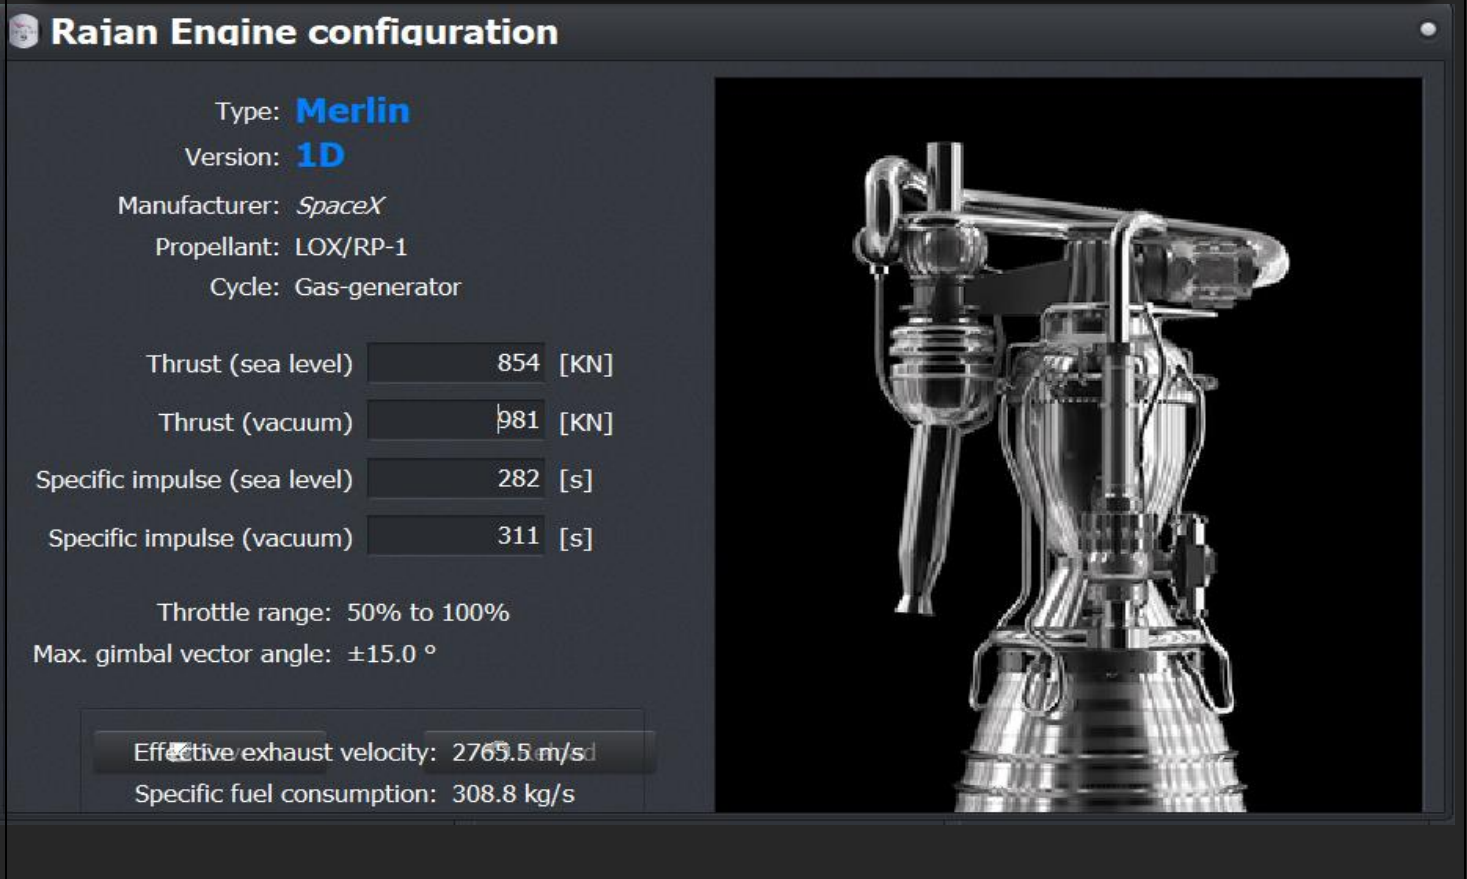 Rajan Engine configuration
Type: Merlin
Version: 1D
Manufacturer: SpaceX
Propellant: LOX/RP-1
Cycle: Gas-generator
Thrust (sea level) 854 [KN]
Thrust (vacuum) 981 [KN]
Specific impulse (sea level) 282 [s]
Specific impulse (vacuum) 311 [s]
Throttle range: 50% to 100%
Max. gimbal vector angle: ±15.0 °
Effective exhaust velocity: 2765.5 m/s
Specific fuel consumption: 308.8 kg/s